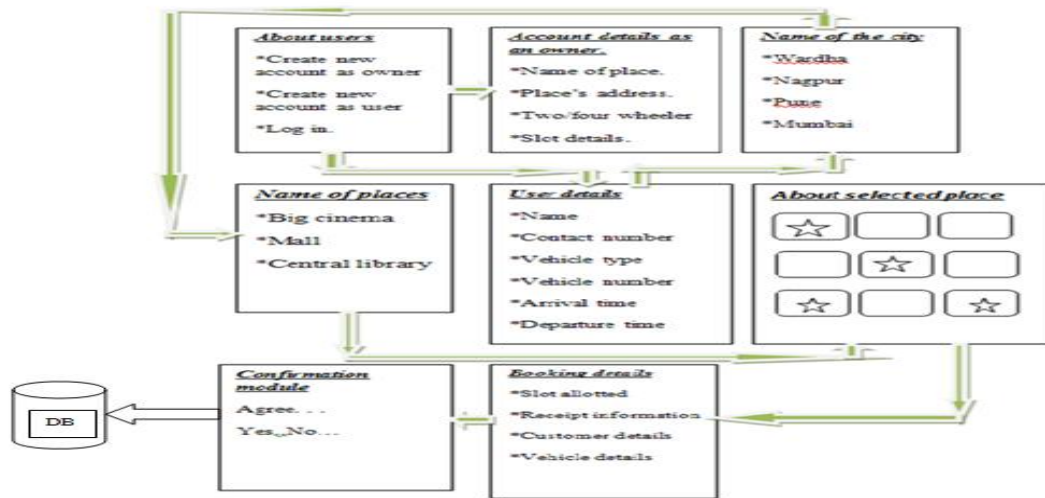 About users
*Create new
account as owner
*Create new
account as user
*Log in.
Account details as
an owner.
*Name of place.
*Place's address.
*Two/four wheeler
*Slot details.
Name of the city
*Wardha
*Nagpur
*Pune
*Mumbai
Name of places
*Big cinema
*Mall
*Central library
User details
*Name
*Contact number
*Vehicle type
*Vehicle number
*Arrival time
*Departure time
About selected place
Confirmation
module
Agree...
Yes..No...
Booking details
*Slot allotted
*Receipt information
*Customer details
*Vehicle details
DB